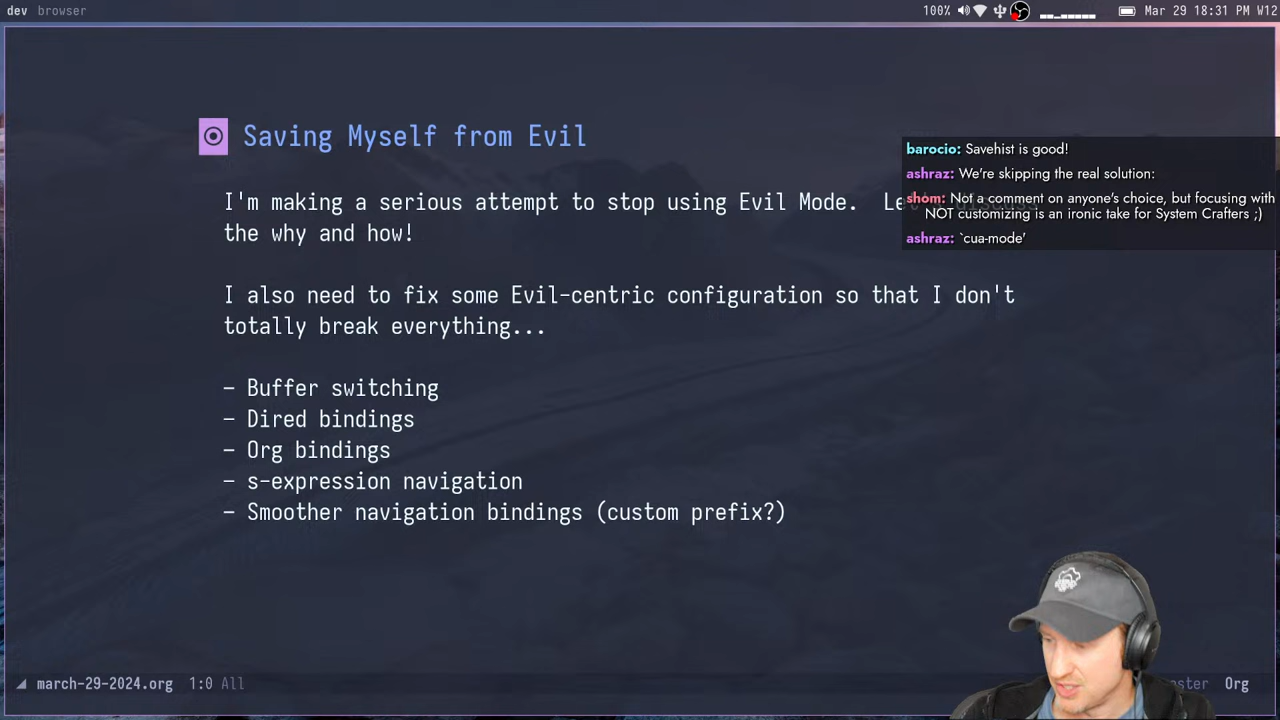 dev browser
100% Mar 29 18:31 PM W12
Saving Myself from Evil
I'm making a serious attempt to stop using Evil Mode. Let's discuss
the why and how!
I also need to fix some Evil-centric configuration so that I don't
totally break everything...
- Buffer switching
- Dired bindings
- Org bindings
- s-expression navigation
- Smoother navigation bindings (custom prefix?)
barocio: Savehist is good!
ashraz: We're skipping the real solution:
shom: Not a comment on anyone's choice, but focusing with
NOT customizing is an ironic take for System Crafters ;)
ashraz: `cua-mode'
march-29-2024.org 1:0 All
Org